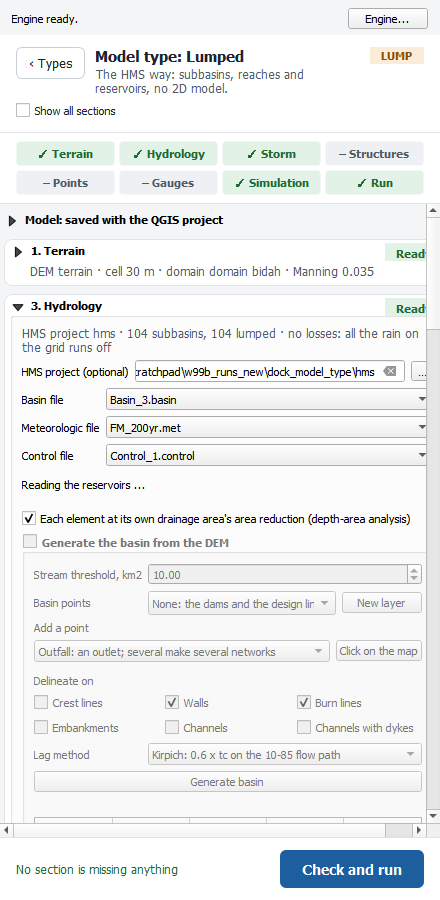 Engine ready.
Engine...
‹ Types
Model type: Lumped
LUMP
The HMS way: subbasins, reaches and
reservoirs, no 2D model.
Show all sections
✓ Terrain
✓ Hydrology
✓ Storm
– Structures
– Points
– Gauges
✓ Simulation
✓ Run
Model: saved with the QGIS project
1. Terrain
Read
DEM terrain · cell 30 m · domain domain bidah · Manning 0.035
3. Hydrology
Read
HMS project hms · 104 subbasins, 104 lumped · no losses: all the rain on
the grid runs off
HMS project (optional)
ratchpad\w99b_runs_new\dock_model_type\hms
...
Basin file
Basin_3.basin
Meteorologic file
FM_200yr.met
Control file
Control_1.control
Reading the reservoirs ...
Each element at its own drainage area's area reduction (depth-area analysis)
Generate the basin from the DEM
Stream threshold, km2
10.00
Basin points
None: the dams and the design lin
New layer
Add a point
Outfall: an outlet; several make several networks
Click on the map
Delineate on
Crest lines
Walls
Burn lines
Embankments
Channels
Channels with dykes
Lag method
Kirpich: 0.6 x tc on the 10-85 flow path
Generate basin
No section is missing anything
Check and run